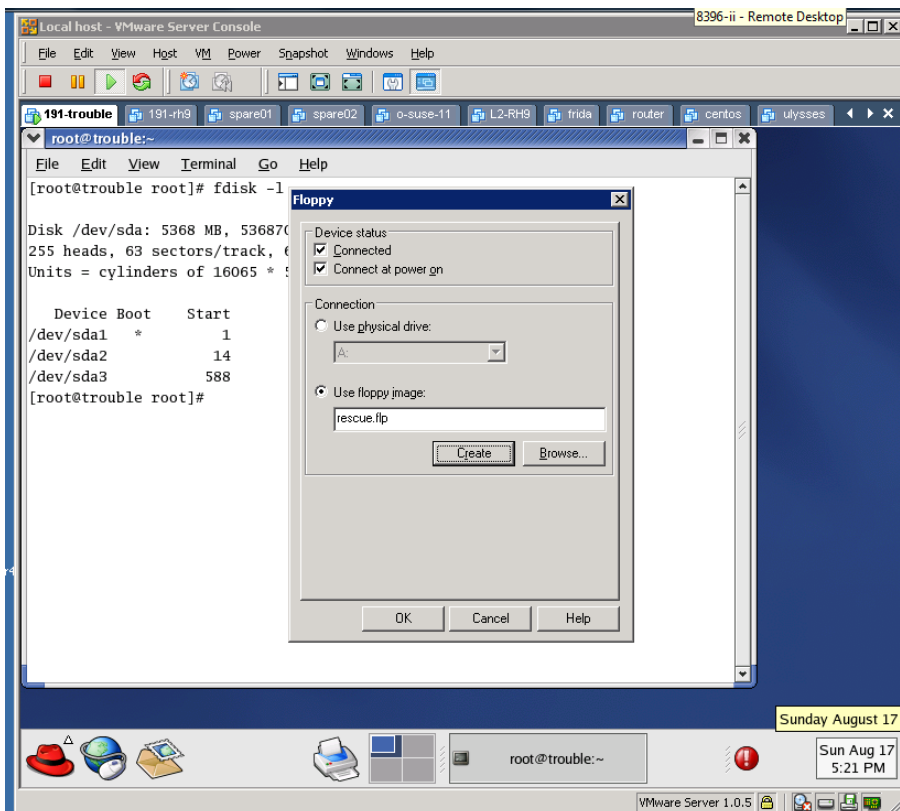 8396-ii - Remote Desktop
Local host - VMware Server Console
File Edit View Host VM Power Snapshot Windows Help
191-trouble 191-rh9 spare01 spare02 o-suse-11 L2-RH9 frida router centos ulysses
root@trouble:~
File Edit View Terminal Go Help
[root@trouble root]# fdisk -l
Disk /dev/sda: 5368 MB, 536870
255 heads, 63 sectors/track,
Units = cylinders of 16065 *
Device Boot Start
/dev/sda1 * 1
/dev/sda2 14
/dev/sda3 588
[root@trouble root]#
Floppy
Device status
Connected
Connect at power on
Connection
Use physical drive:
A:
Use floppy image:
rescue.flp
Create Browse...
OK Cancel Help
Sunday August 17
root@trouble:~
Sun Aug 17
5:21 PM
VMware Server 1.0.5